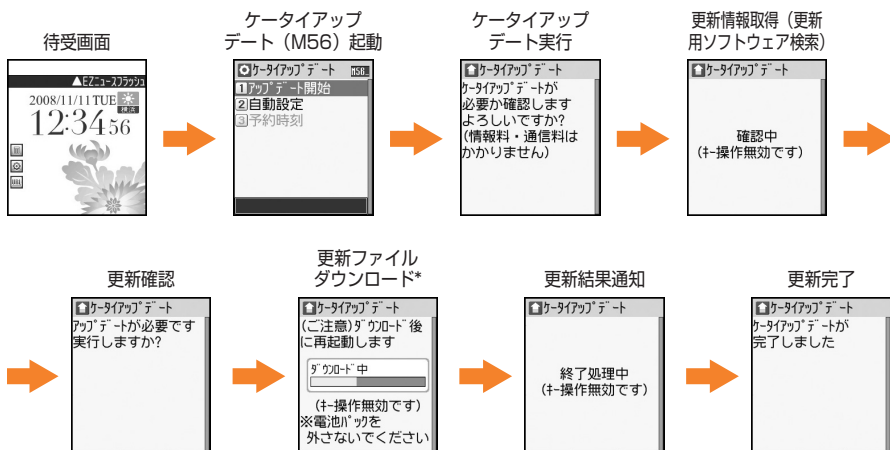 待受画面
▲EZニュースフラッシュ
2008/11/11TUE
横浜
12:3456
ケータイアップ
デート（M56）起動
ｹｰﾀｲｱｯﾌﾟﾃﾞｰﾄ M56
1ｱｯﾌﾟﾃﾞｰﾄ開始
2自動設定
3予約時刻
ケータイアップ
デート実行
ｹｰﾀｲｱｯﾌﾟﾃﾞｰﾄ
ｹｰﾀｲｱｯﾌﾟﾃﾞｰﾄが
必要か確認します
よろしいですか?
(情報料・通信料は
かかりません)
更新情報取得（更新
用ソフトウェア検索）
ｹｰﾀｲｱｯﾌﾟﾃﾞｰﾄ
確認中
(ｷｰ操作無効です)
更新確認
ｹｰﾀｲｱｯﾌﾟﾃﾞｰﾄ
ｱｯﾌﾟﾃﾞｰﾄが必要です
実行しますか?
更新ファイル
ダウンロード*
ｹｰﾀｲｱｯﾌﾟﾃﾞｰﾄ
(ご注意)ﾀﾞｳﾝﾛｰﾄﾞ後
に再起動します
ﾀﾞｳﾝﾛｰﾄﾞ中
(ｷｰ操作無効です)
※電池ﾊﾟｯｸを
外さないでください
更新結果通知
ｹｰﾀｲｱｯﾌﾟﾃﾞｰﾄ
終了処理中
(ｷｰ操作無効です)
更新完了
ｹｰﾀｲｱｯﾌﾟﾃﾞｰﾄ
ｹｰﾀｲｱｯﾌﾟﾃﾞｰﾄが
完了しました